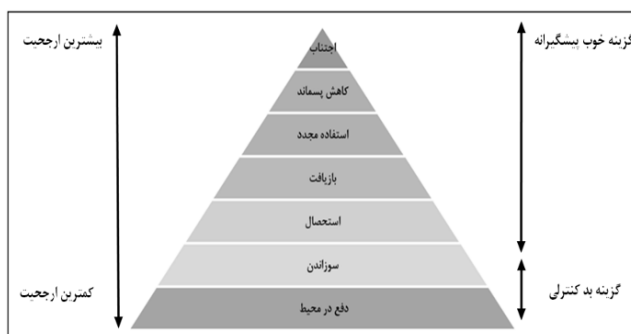 گزینه خوب پیشگیرانه
بیشترین ارجحیت
اجتناب
کاهش پسماند
استفاده مجدد
بازیافت
استحصال
سوزاندن
دفع در محیط
گزینه بد کنترلی
کمترین ارجحیت